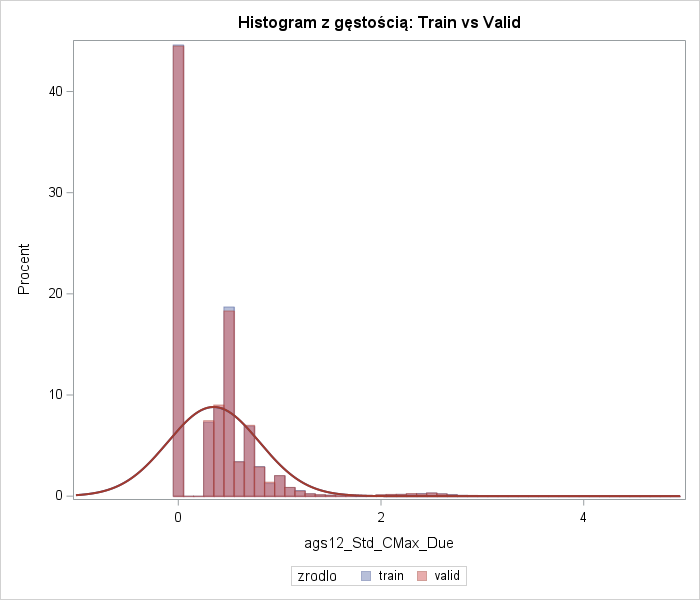 Histogram z gęstością: Train vs Valid
Procent
40
30
20
10
0
0 2 4
ags12_Std_CMax_Due
zrodlo train valid